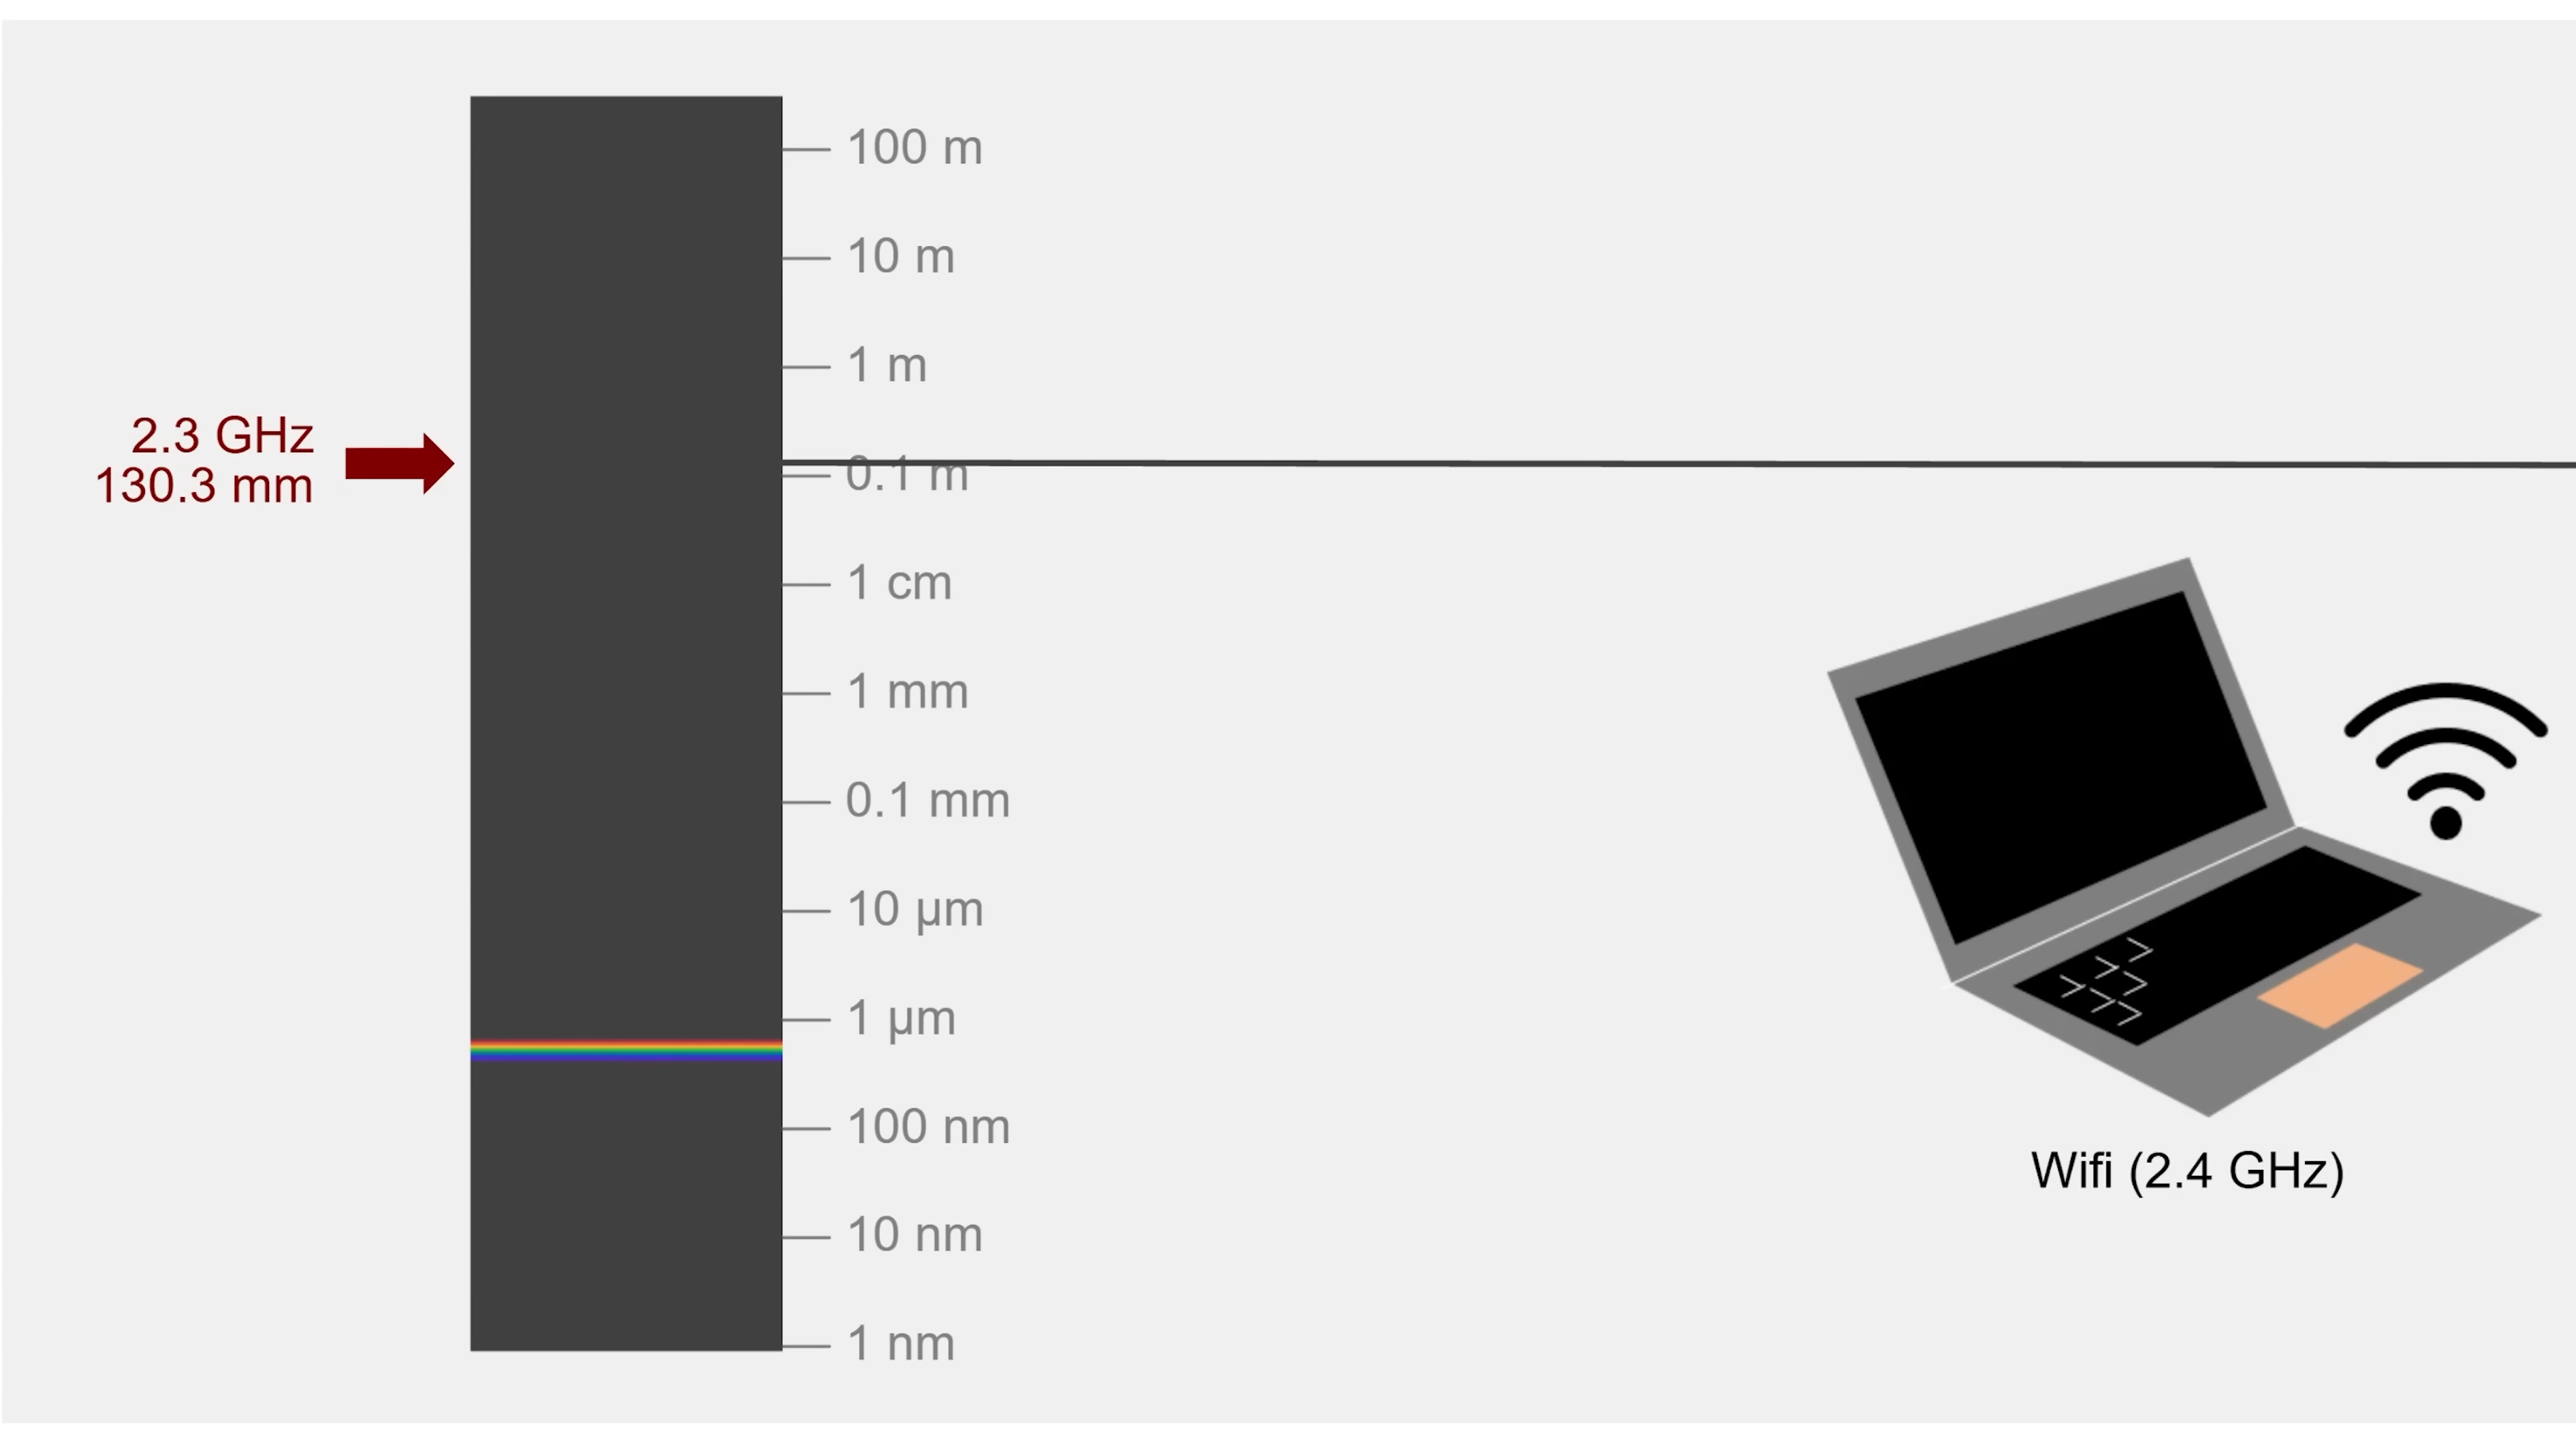 100 m
10 m
1 m
2.3 GHz
130.3 mm
0.1 m
1 cm
1 mm
0.1 mm
10 µm
1 µm
100 nm
Wifi (2.4 GHz)
10 nm
1 nm